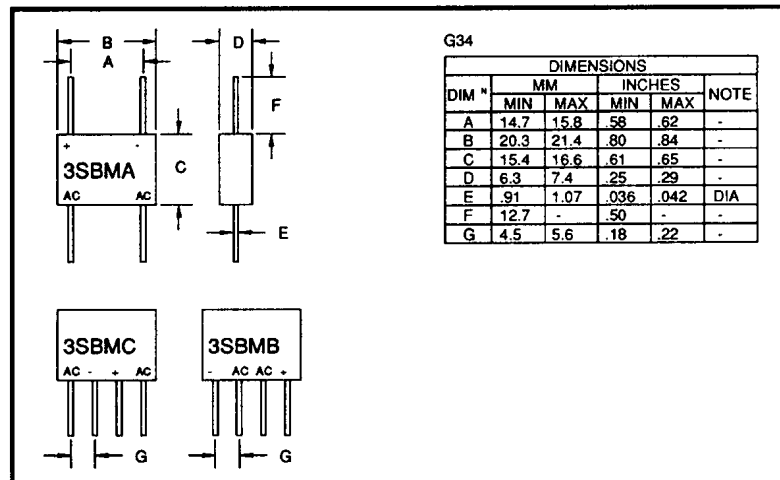 B
A
D
F
+ -
3SBMA
C
AC AC
E
3SBMC
AC - + AC
G
3SBMB
- AC AC +
G
G34
DIMENSIONS
DIM N MM INCHES NOTE
MIN MAX MIN MAX
A 14.7 15.8 .58 .62 -
B 20.3 21.4 .80 .84 -
C 15.4 16.6 .61 .65 -
D 6.3 7.4 .25 .29 -
E .91 1.07 .036 .042 DIA
F 12.7 - .50 - -
G 4.5 5.6 .18 .22 -